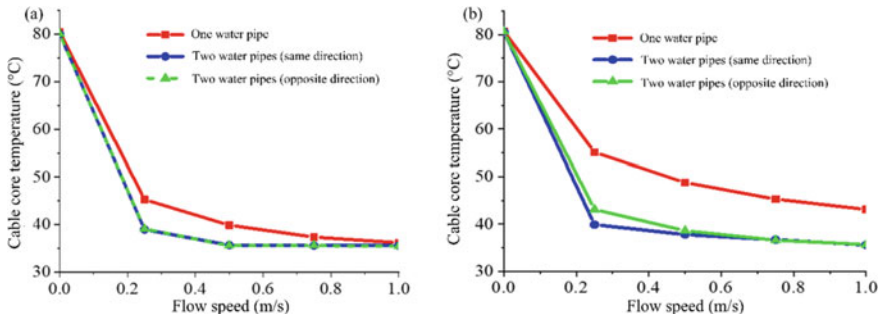 (a)
80
70
60
50
40
30
0.0 0.2 0.4 0.6 0.8 1.0
Cable core temperature (°C)
Flow speed (m/s)
One water pipe
Two water pipes (same direction)
Two water pipes (opposite direction)
(b)
80
70
60
50
40
30
0.0 0.2 0.4 0.6 0.8 1.0
Cable core temperature (°C)
Flow speed (m/s)
One water pipe
Two water pipes (same direction)
Two water pipes (opposite direction)